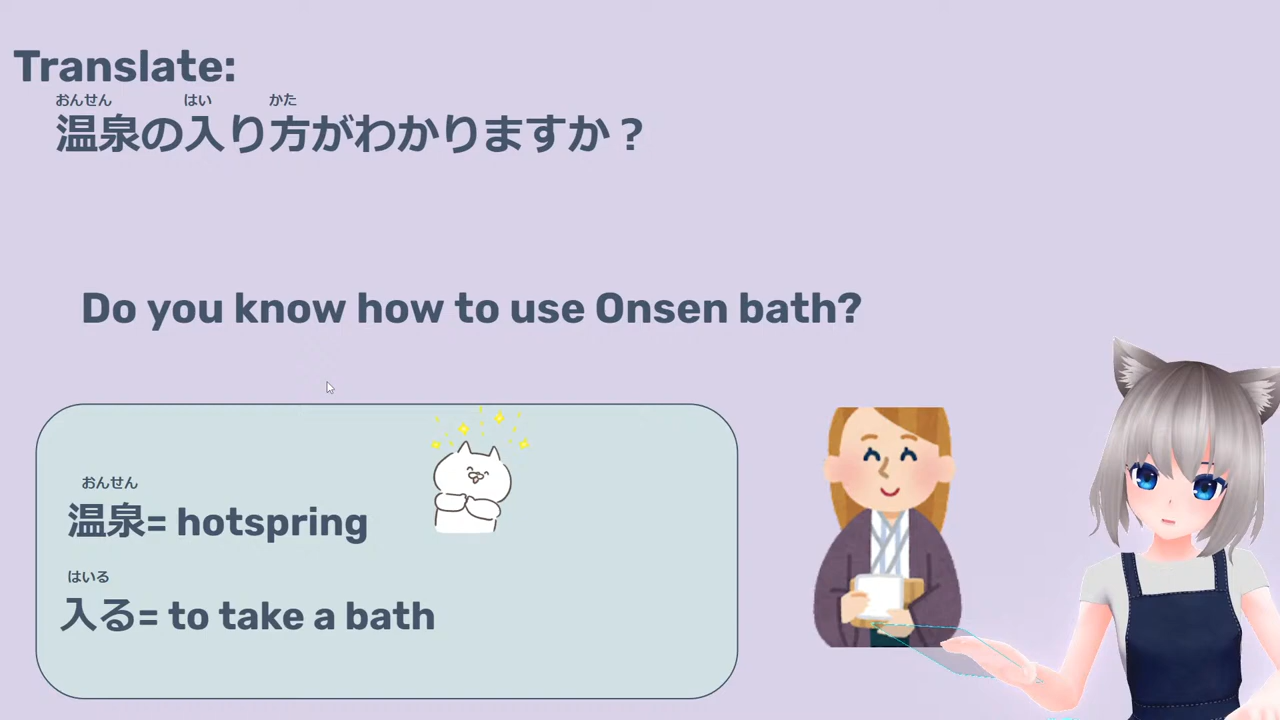 Translate:
おんせん はい かた
温泉の入り方がわかりますか？
Do you know how to use Onsen bath?
おんせん
温泉= hotspring
はいる
入る= to take a bath